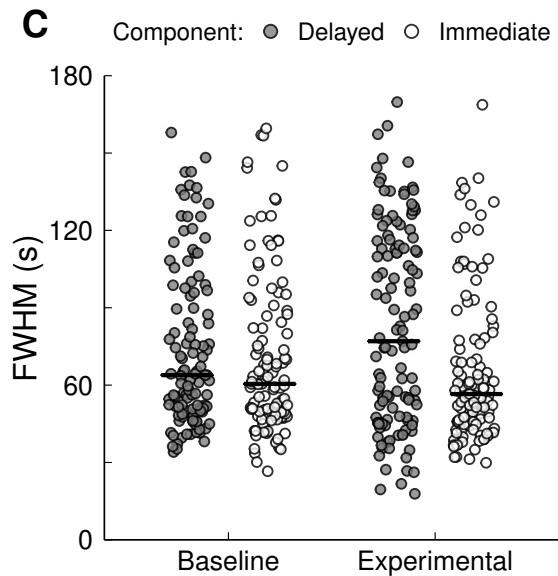 C
Component: Delayed Immediate
FWHM (s)
180
120
60
0
Baseline Experimental